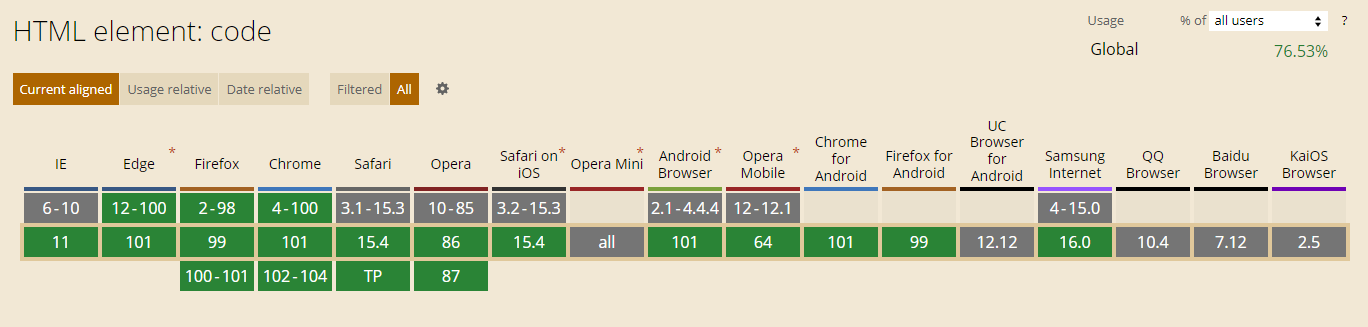 HTML element: code
Usage % of all users ?
Global 76.53%
Current aligned Usage relative Date relative Filtered All
IE Edge * Firefox Chrome Safari Opera Safari on iOS * Opera Mini Android Browser * Opera Mobile * Chrome for Android Firefox for Android UC Browser for Android Samsung Internet QQ Browser Baidu Browser KaiOS Browser
6-10 12-100 2-98 4-100 3.1-15.3 10-85 3.2-15.3 2.1-4.4.4 12-12.1 4-15.0
11 101 99 101 15.4 86 15.4 all 101 64 101 99 12.12 16.0 10.4 7.12 2.5
100-101 102-104 TP 87